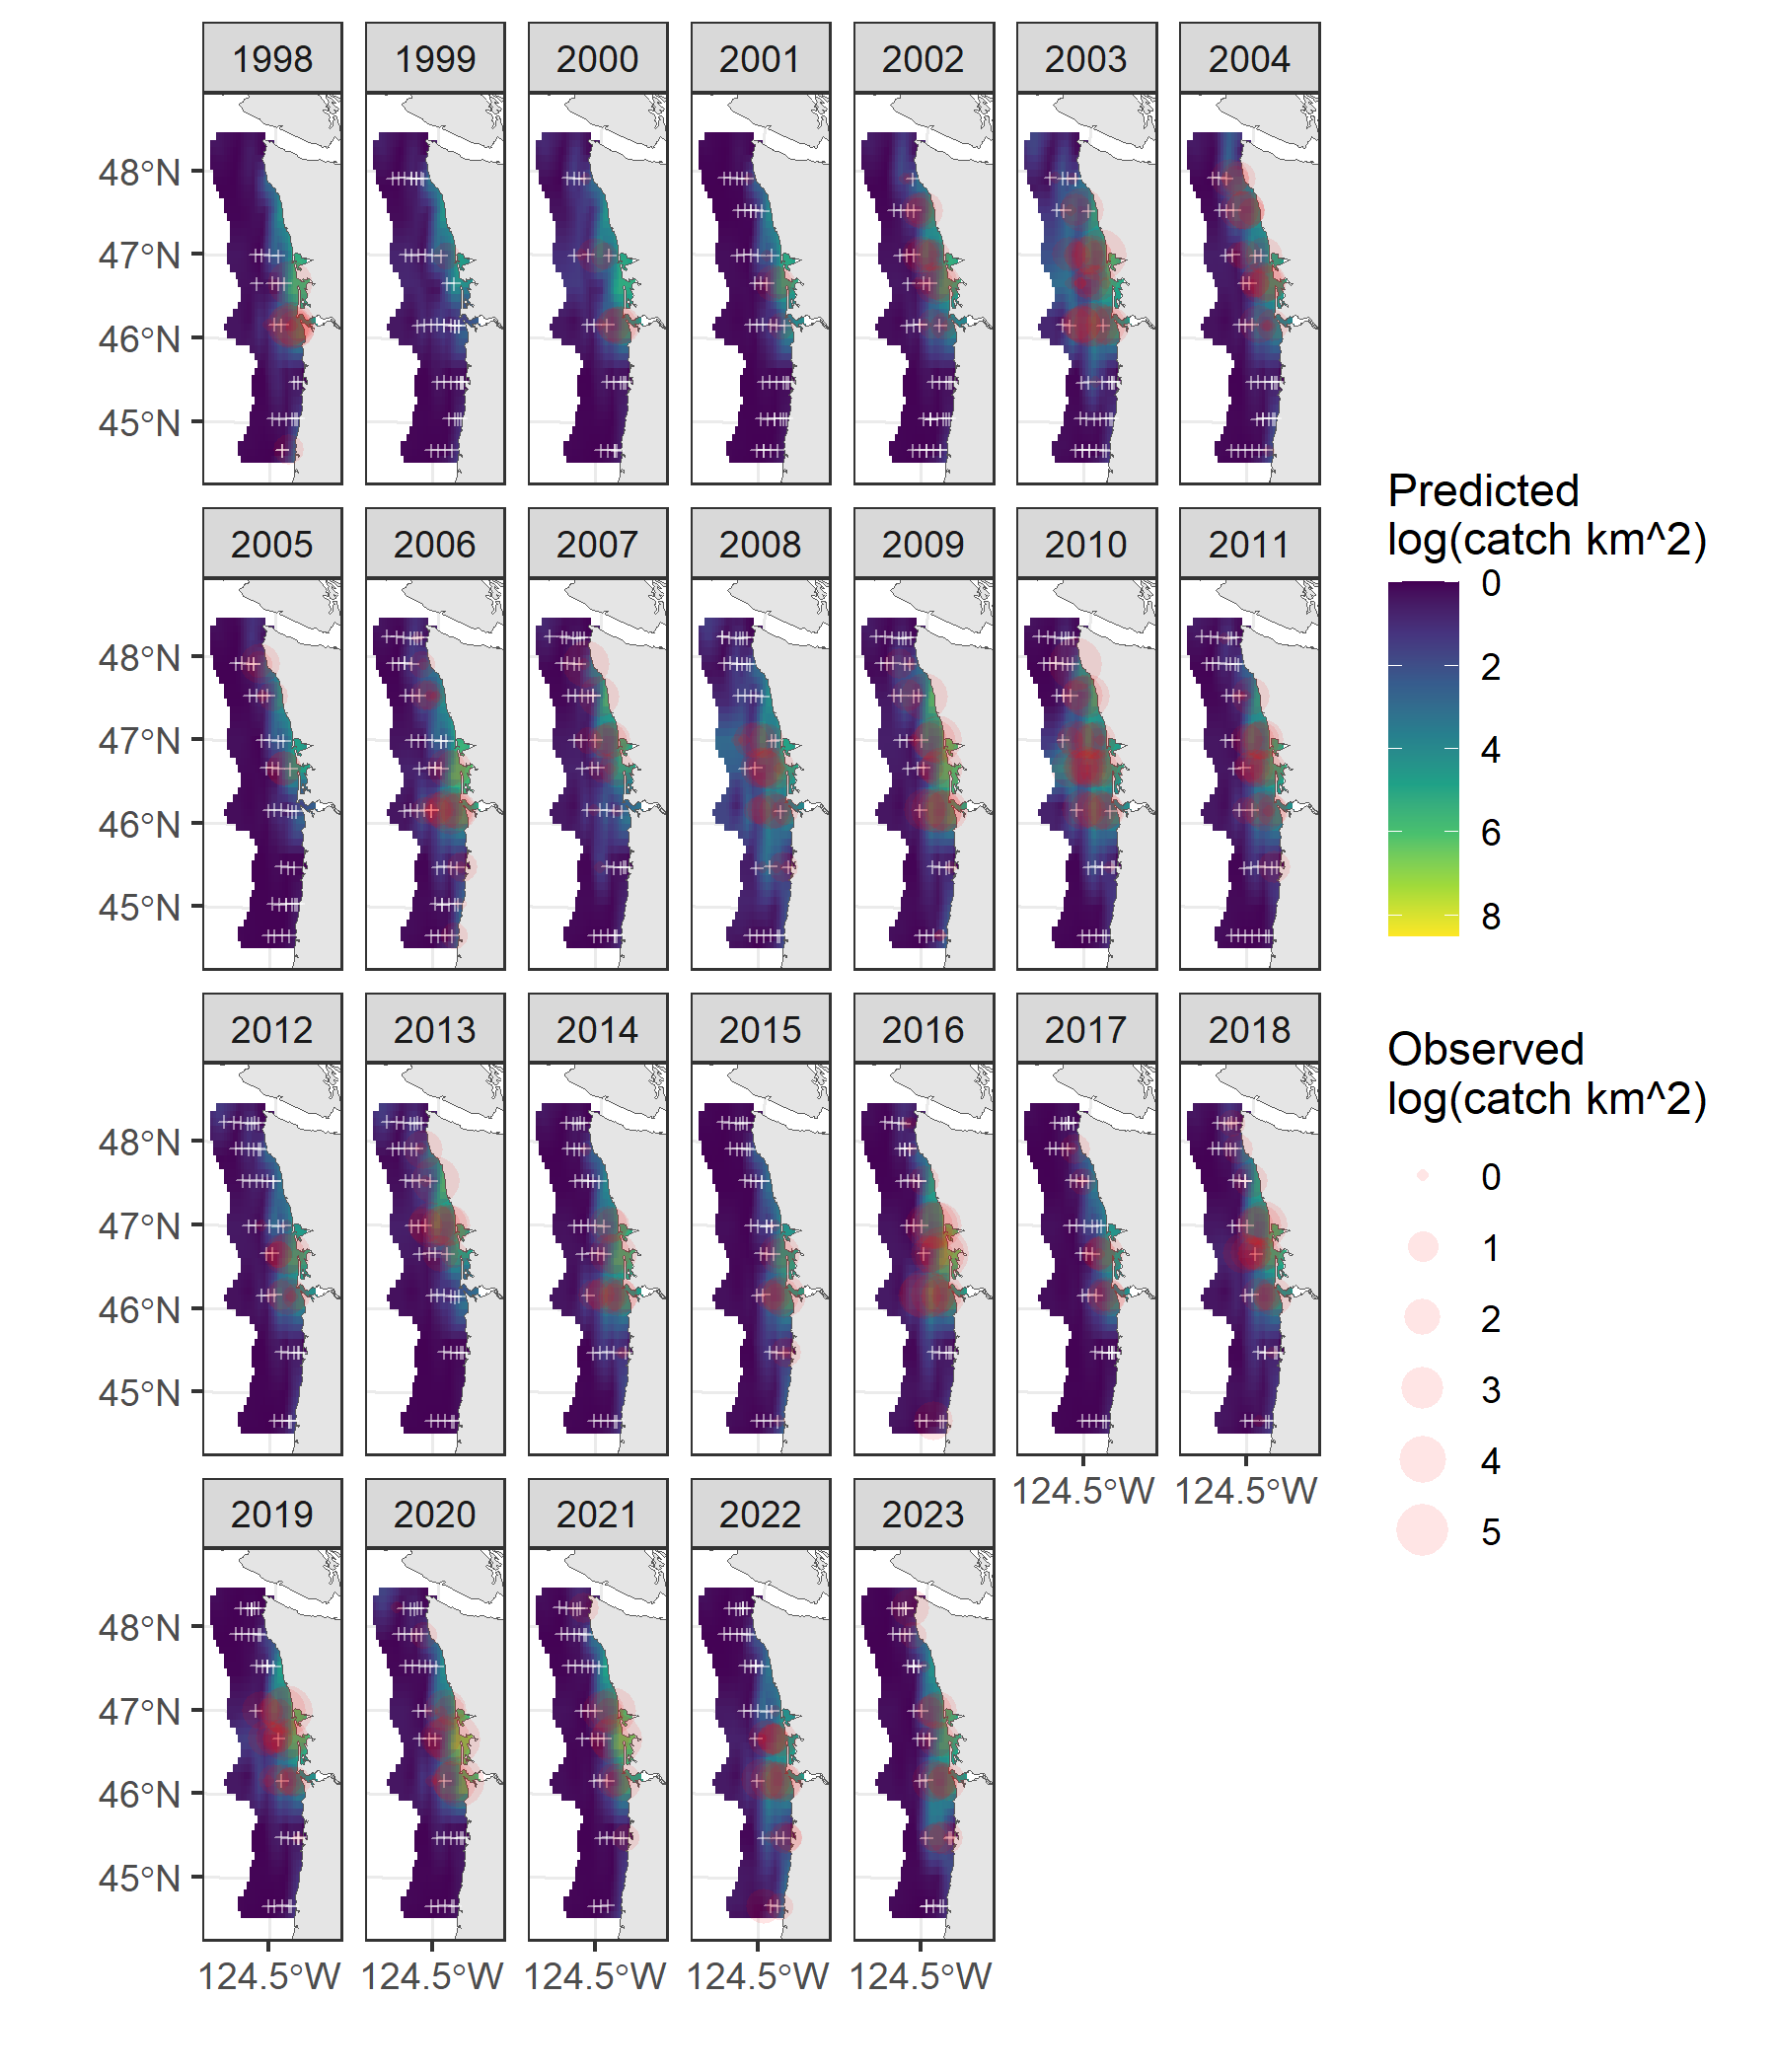 1998 1999 2000 2001 2002 2003 2004
48°N
47°N
46°N
45°N
2005 2006 2007 2008 2009 2010 2011
48°N
47°N
46°N
45°N
2012 2013 2014 2015 2016 2017 2018
48°N
47°N
46°N
45°N
124.5°W 124.5°W
2019 2020 2021 2022 2023
48°N
47°N
46°N
45°N
124.5°W 124.5°W 124.5°W 124.5°W 124.5°W
Predicted
log(catch km^2)
0
2
4
6
8
Observed
log(catch km^2)
0
1
2
3
4
5